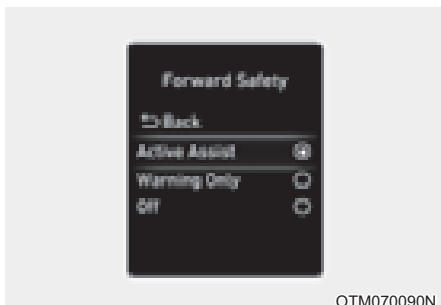 Forward Safety
Back
Active Assist
Warning Only
Off
OTM070090N